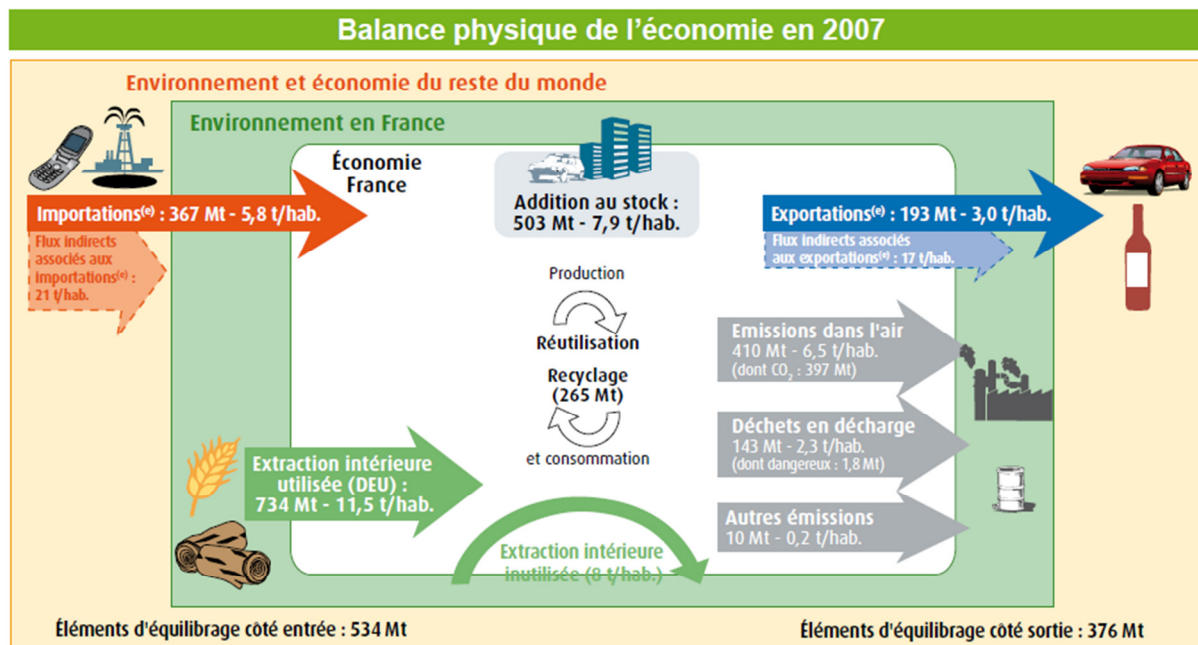 Balance physique de l'économie en 2007
Environnement et économie du reste du monde
Environnement en France
Économie
France
Addition au stock :
503 Mt - 7,9 t/hab.
Importations(e) : 367 Mt - 5,8 t/hab.
Flux indirects
associés aux
importations(e) :
21 t/hab.
Exportations(e) : 193 Mt - 3,0 t/hab.
Flux indirects associés
aux exportations(e) : 17 t/hab.
Production
Réutilisation
Recyclage
(265 Mt)
et consommation
Emissions dans l'air
410 Mt - 6,5 t/hab.
(dont CO2 : 397 Mt)
Déchets en décharge
143 Mt - 2,3 t/hab.
(dont dangereux : 1,8 Mt)
Autres émissions
10 Mt - 0,2 t/hab.
Extraction intérieure
utilisée (DEU) :
734 Mt - 11,5 t/hab.
Extraction intérieure
inutilisée (8 t/hab.)
Éléments d'équilibrage côté entrée : 534 Mt
Éléments d'équilibrage côté sortie : 376 Mt